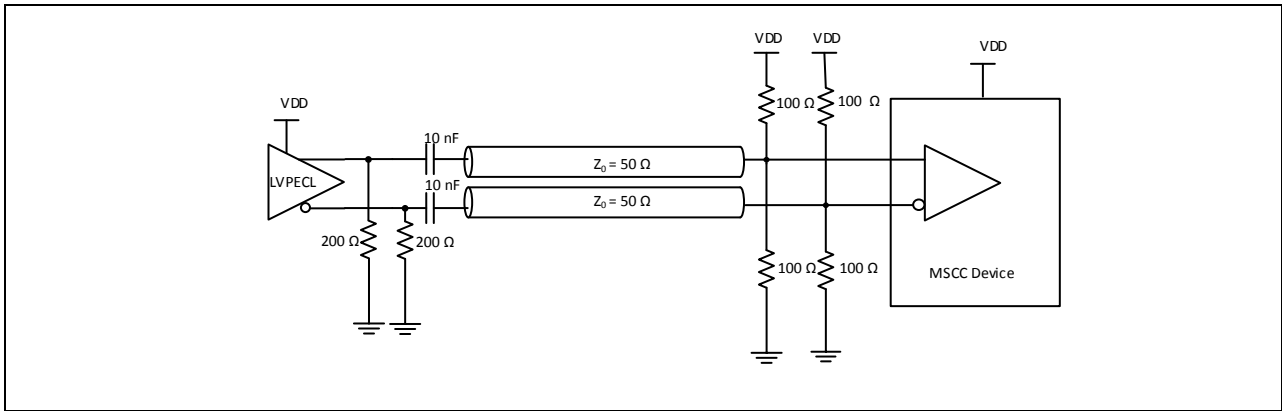 VDD VDD
VDD
100 Ω 100 Ω
VDD
10 nF
LVPECL
Z0 = 50 Ω
10 nF
Z0 = 50 Ω
200 Ω 200 Ω
100 Ω 100 Ω
MSCC Device